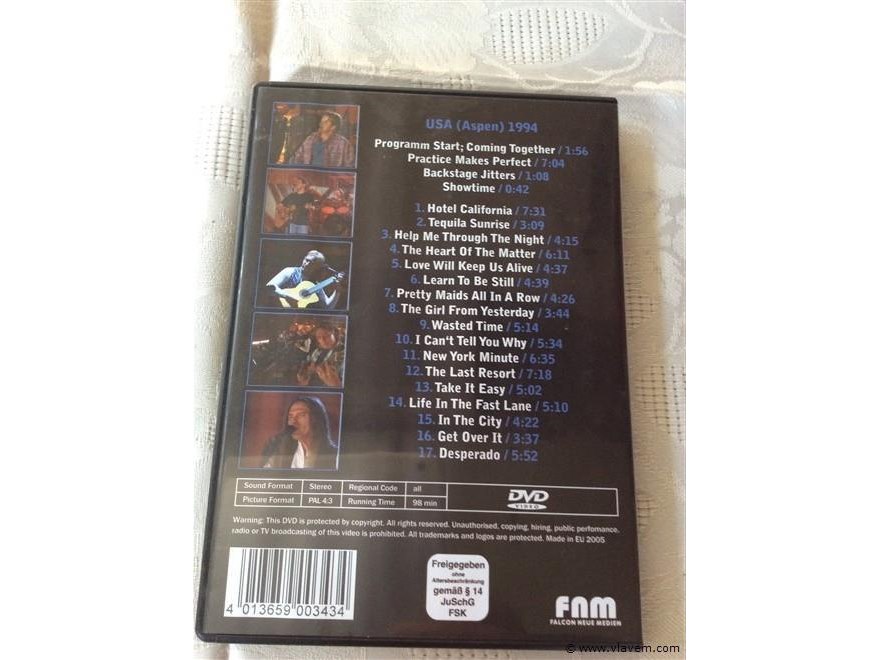 USA (Aspen) 1994
Programm Start; Coming Together / 1:56
Practice Makes Perfect / 7:04
Backstage Jitters / 1:08
Showtime / 0:42
1. Hotel California / 7:31
2. Tequila Sunrise / 3:09
3. Help Me Through The Night / 4:15
4. The Heart Of The Matter / 6:11
5. Love Will Keep Us Alive / 4:37
6. Learn To Be Still / 4:39
7. Pretty Maids All In A Row / 4:26
8. The Girl From Yesterday / 3:44
9. Wasted Time / 5:14
10. I Can't Tell You Why / 5:34
11. New York Minute / 6:35
12. The Last Resort / 7:18
13. Take It Easy / 5:02
14. Life In The Fast Lane / 5:10
15. In The City / 4:22
16. Get Over It / 3:37
17. Desperado / 5:52
Sound Format Stereo Regional Code all
Picture Format PAL 4:3 Running Time 98 min
DVD
VIDEO
Warning: This DVD is protected by copyright. All rights reserved. Unauthorised, copying, hiring, public perfomance.
radio or TV broadcasting of this video is prohibited. All trademarks and logos are protected. Made in EU 2005
4 013659 003434
Freigegeben
ohne
Altersbeschränkung
gemäß § 14
JuSchG
FSK
FNM
FALCON NEUE MEDIEN
© www.vlavem.com